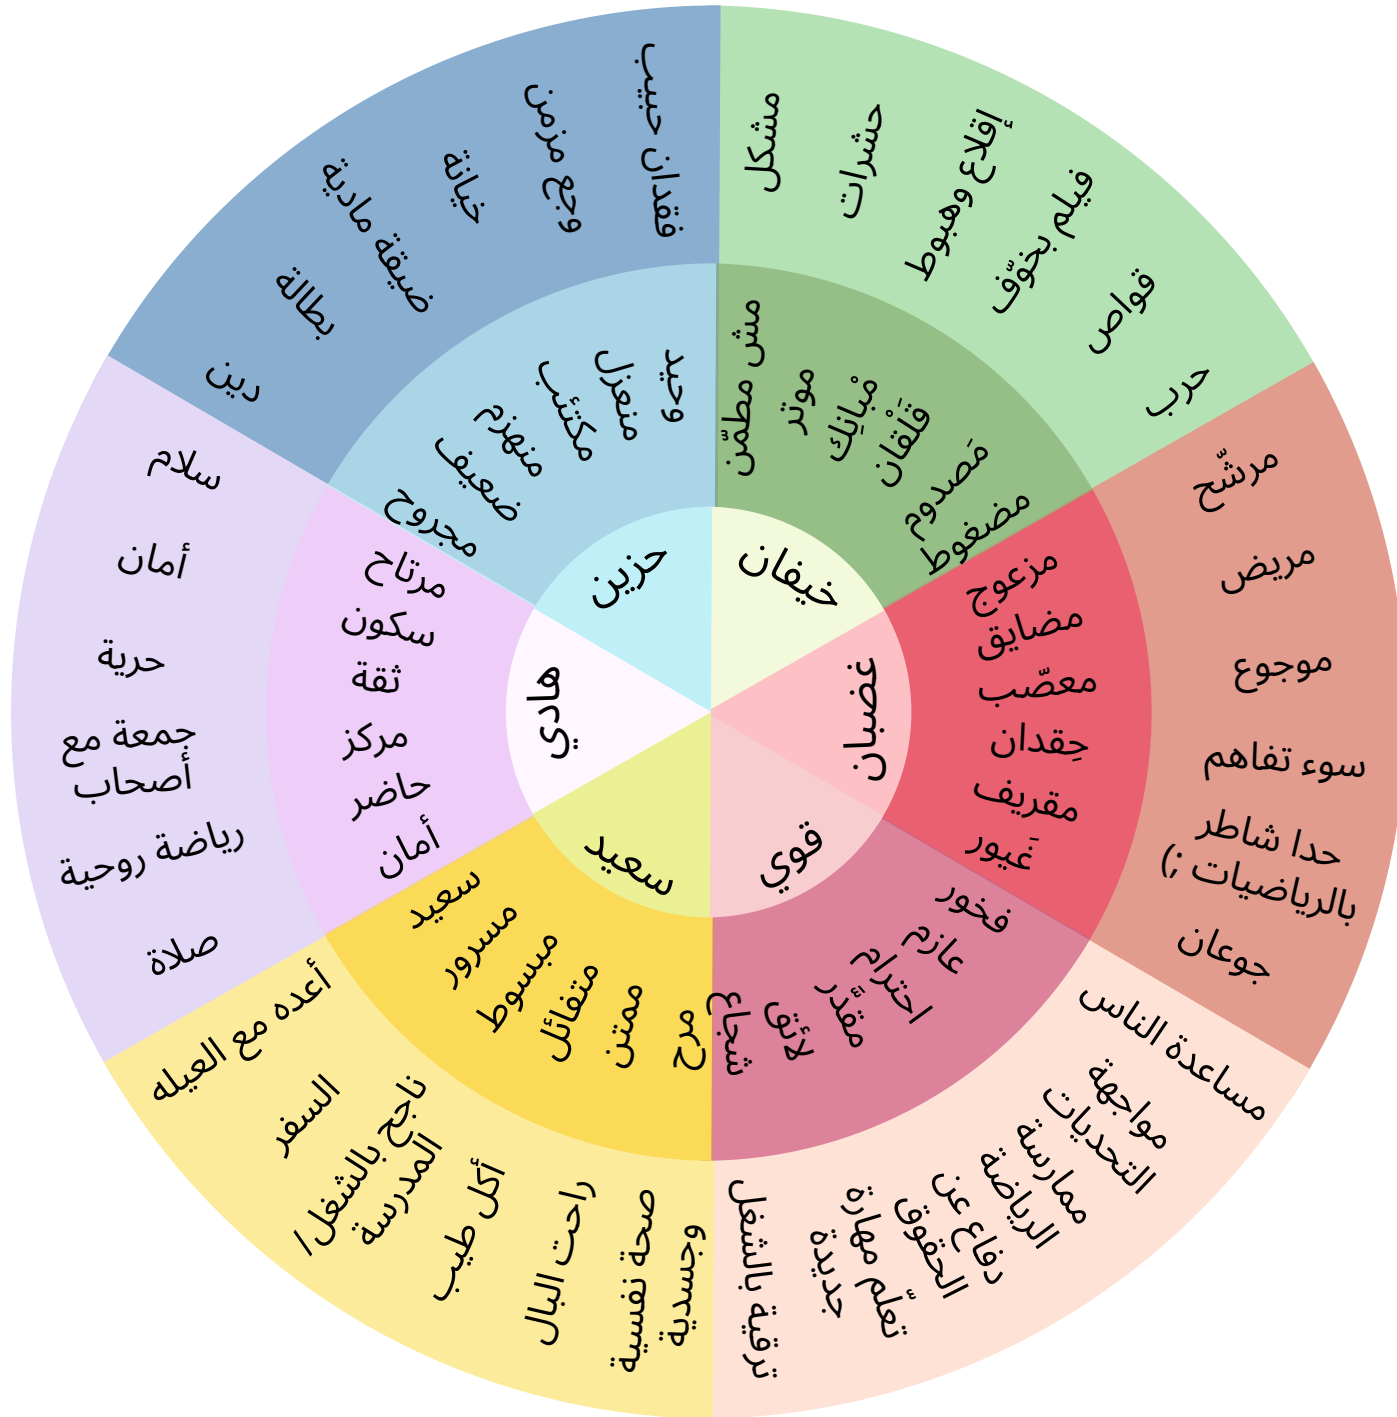 خيفان
غضبان
قوي
سعيد
هادي
حزين
مش مطمّن
موتر
مْبانِك
قَلْقان
مَصدوم
مضغوط
مشكل
حشرات
إقلاع وهبوط
فيلم بخوّف
قواص
حرب
مزعوج
مضايق
معصّب
حِقدان
مقريف
غَيور
مرشّح
مريض
موجوع
سوء تفاهم
حدا شاطر
بالرياضيات ;)
جوعان
فخور
عازم
احترام
مقدَّر
لائق
شجاع
مساعدة الناس
مواجهة
التحديات
ممارسة
الرياضة
دفاع عن
الحقوق
تعلّم مهارة
جديدة
ترقية بالشغل
سعيد
مسرور
مبسوط
متفائل
ممتن
مرح
أعده مع العيله
السفر
ناجح بالشغل/
المدرسة
أكل طيب
راحت البال
صحة نفسية
وجسدية
مرتاح
سكون
ثقة
مركز
حاضر
أمان
سلام
أمان
حرية
جمعة مع
أصحاب
رياضة روحية
صلاة
وحيد
منعزل
مكتئب
منهزم
ضعيف
مجروح
فقدان حبيب
وجع مزمن
خيانة
ضيقة مادية
بطالة
دين